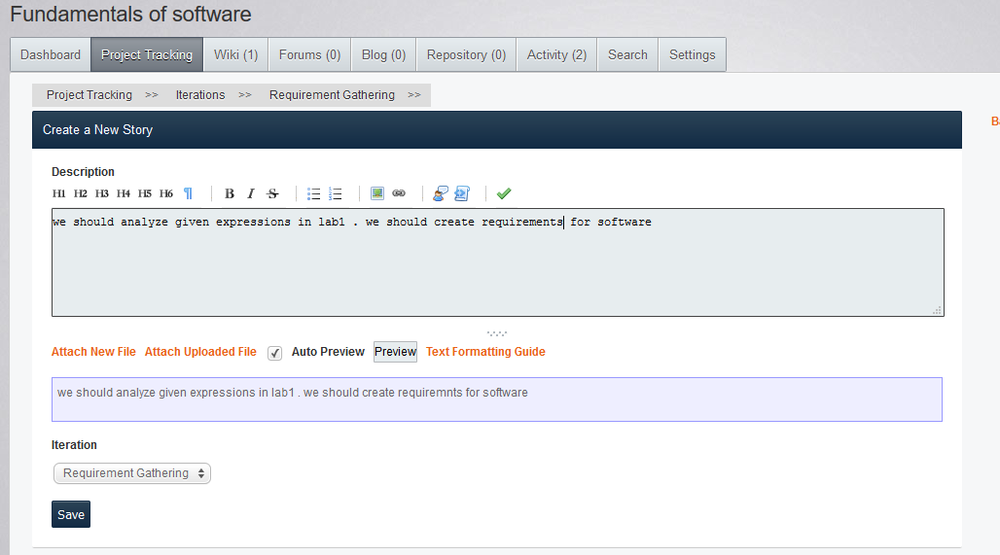 Fundamentals of software
Dashboard Project Tracking Wiki (1) Forums (0) Blog (0) Repository (0) Activity (2) Search Settings
Project Tracking >> Iterations >> Requirement Gathering >>
Create a New Story
Description
H1 H2 H3 H4 H5 H6 ¶ B I S
we should analyze given expressions in lab1 . we should create requirements for software
Attach New File Attach Uploaded File Auto Preview Preview Text Formatting Guide
we should analyze given expressions in lab1 . we should create requiremnts for software
Iteration
Requirement Gathering
Save